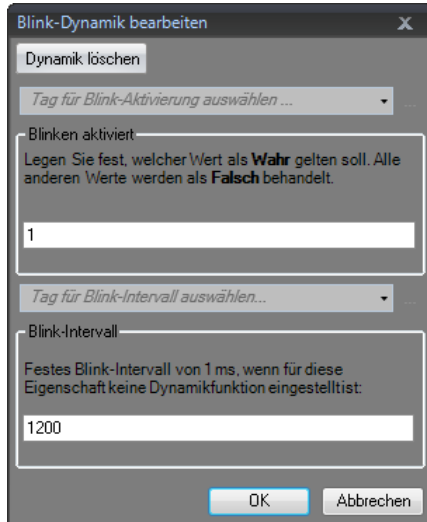 Blink-Dynamik bearbeiten
x
Dynamik löschen
Tag für Blink-Aktivierung auswählen ...
...
Blinken aktiviert
Legen Sie fest, welcher Wert als Wahr gelten soll. Alle
anderen Werte werden als Falsch behandelt.
1
Tag für Blink-Intervall auswählen...
...
Blink-Intervall
Festes Blink-Intervall von 1 ms, wenn für diese
Eigenschaft keine Dynamikfunktion eingestellt ist:
1200
OK
Abbrechen